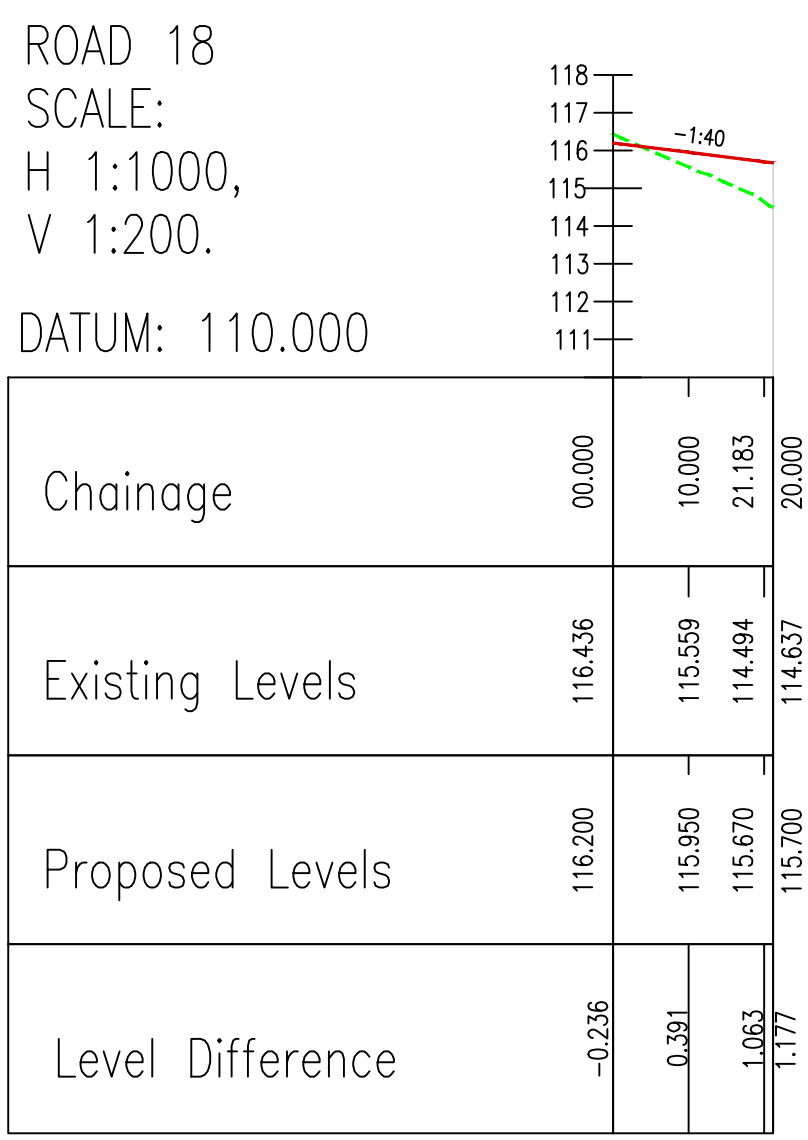 ROAD 18
SCALE:
H 1:1000,
V 1:200.
DATUM: 110.000
118
117
116
115
114
113
112
111
-1:40
Chainage 00.000 10.000 21.183 20.000
Existing Levels 116.436 115.559 114.494 114.637
Proposed Levels 116.200 115.950 115.670 115.700
Level Difference -0.236 0.391 1.063 1.177